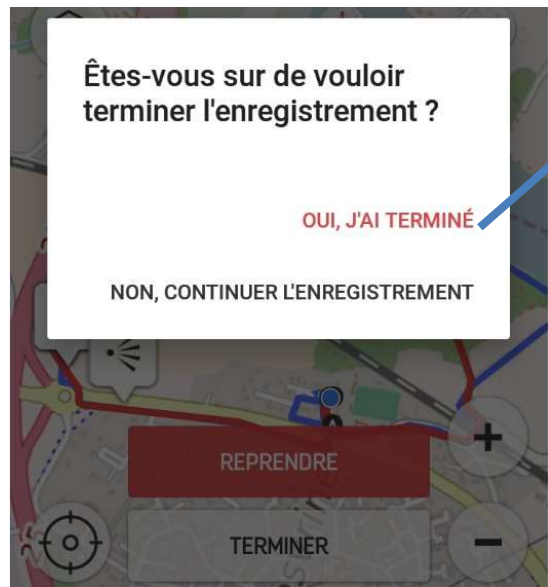 Êtes-vous sur de vouloir
terminer l'enregistrement ?
OUI, J'AI TERMINÉ
NON, CONTINUER L'ENREGISTREMENT
REPRENDRE
+
TERMINER
−